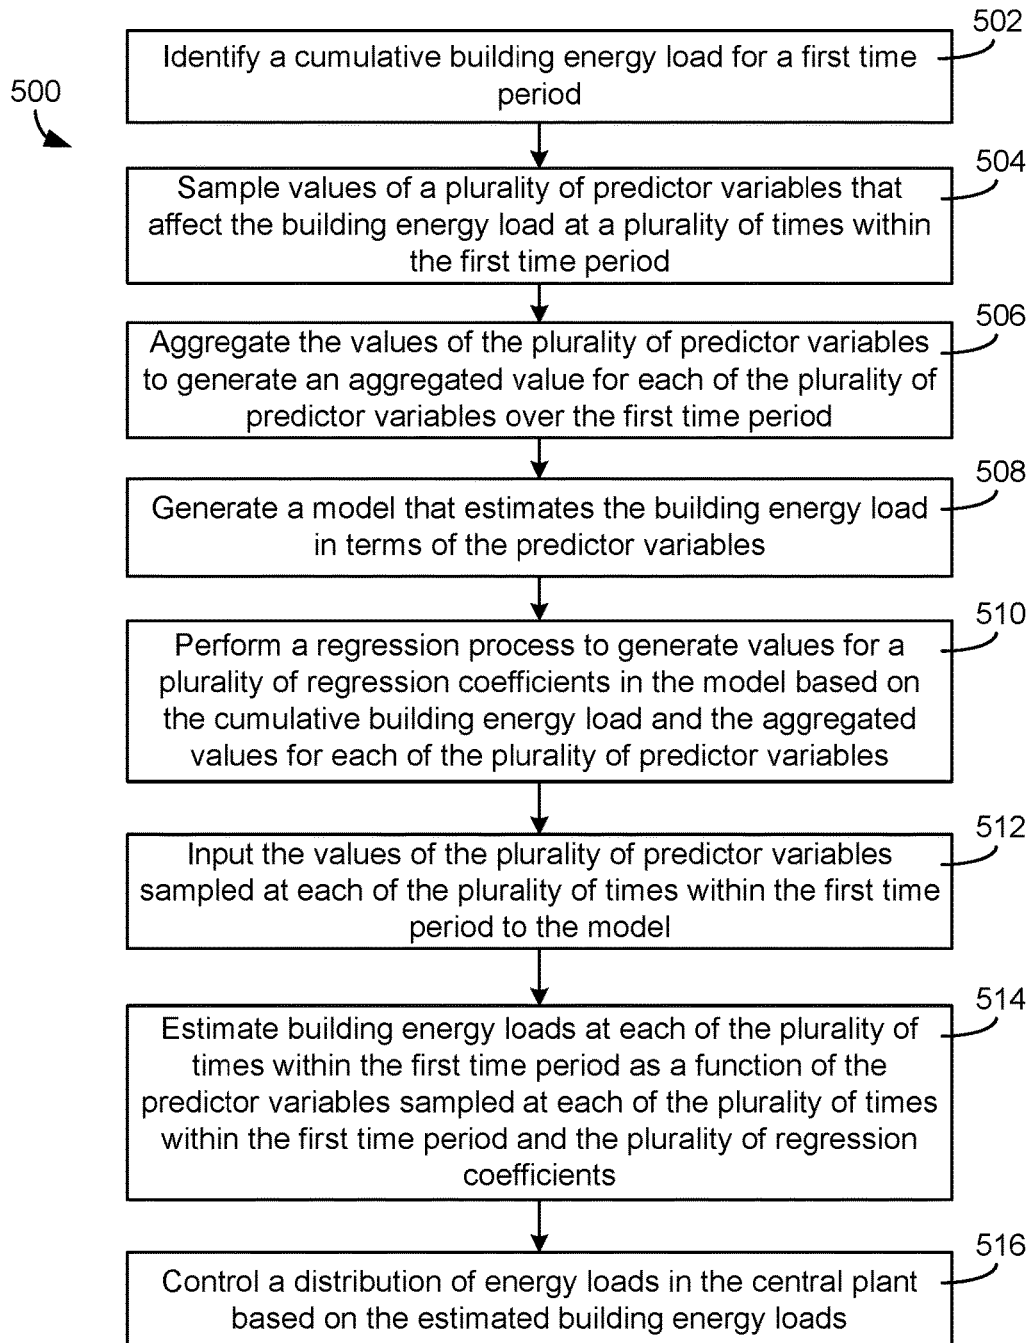 502
Identify a cumulative building energy load for a first time
period
500
504
Sample values of a plurality of predictor variables that
affect the building energy load at a plurality of times within
the first time period
506
Aggregate the values of the plurality of predictor variables
to generate an aggregated value for each of the plurality of
predictor variables over the first time period
508
Generate a model that estimates the building energy load
in terms of the predictor variables
510
Perform a regression process to generate values for a
plurality of regression coefficients in the model based on
the cumulative building energy load and the aggregated
values for each of the plurality of predictor variables
512
Input the values of the plurality of predictor variables
sampled at each of the plurality of times within the first time
period to the model
514
Estimate building energy loads at each of the plurality of
times within the first time period as a function of the
predictor variables sampled at each of the plurality of times
within the first time period and the plurality of regression
coefficients
516
Control a distribution of energy loads in the central plant
based on the estimated building energy loads